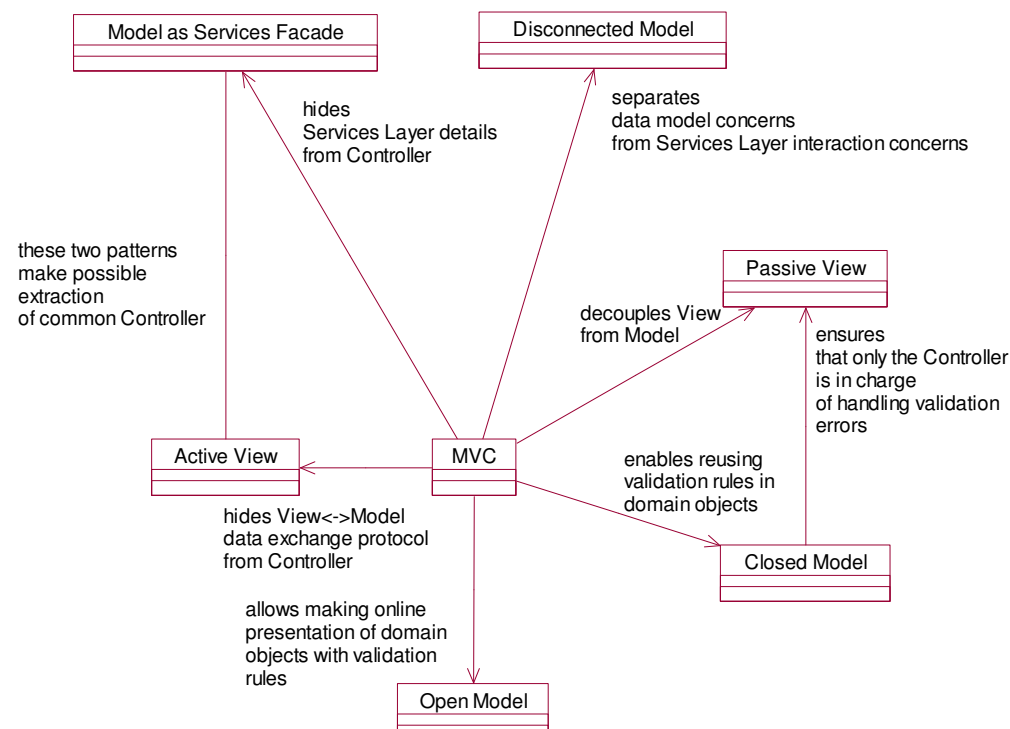 Model as Services Facade
Disconnected Model
hides
Services Layer details
from Controller
separates
data model concerns
from Services Layer interaction concerns
these two patterns
make possible
extraction
of common Controller
Passive View
decouples View
from Model
ensures
that only the Controller
is in charge
of handling validation
errors
Active View
MVC
enables reusing
validation rules in
domain objects
hides View<->Model
data exchange protocol
from Controller
Closed Model
allows making online
presentation of domain
objects with validation
rules
Open Model